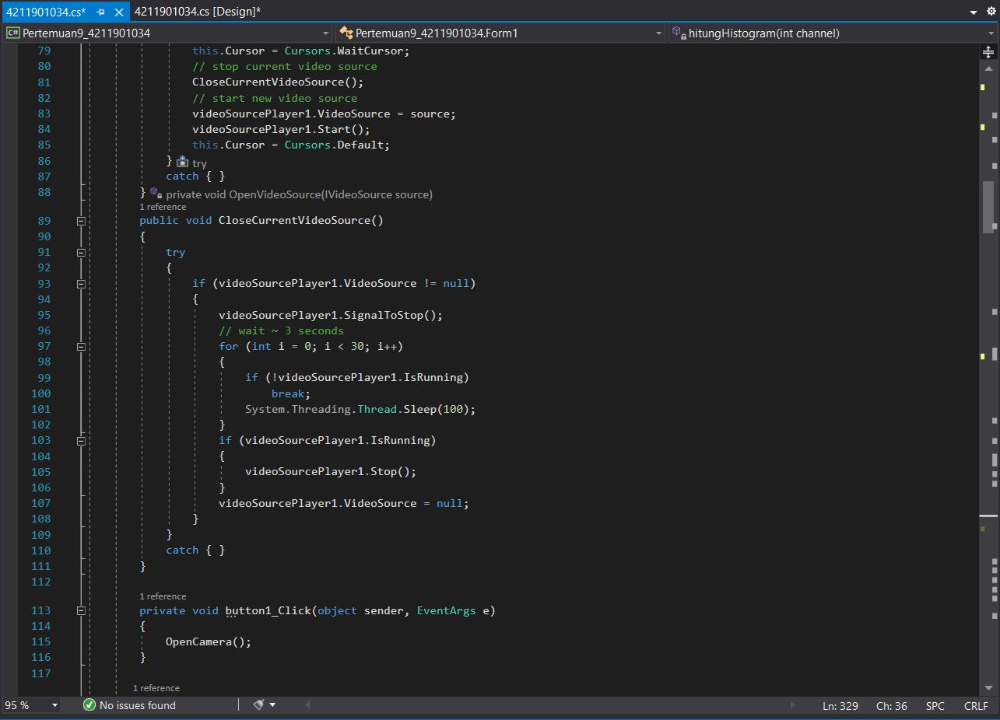 4211901034.cs*
4211901034.cs [Design]*
C# Pertemuan9_4211901034
Pertemuan9_4211901034.Form1
hitungHistogram(int channel)
79 this.Cursor = Cursors.WaitCursor;
80 // stop current video source
81 CloseCurrentVideoSource();
82 // start new video source
83 videoSourcePlayer1.VideoSource = source;
84 videoSourcePlayer1.Start();
85 this.Cursor = Cursors.Default;
86 } try
87 catch { }
88 } private void OpenVideoSource(IVideoSource source)
1 reference
89 public void CloseCurrentVideoSource()
90 {
91 try
92 {
93 if (videoSourcePlayer1.VideoSource != null)
94 {
95 videoSourcePlayer1.SignalToStop();
96 // wait ~ 3 seconds
97 for (int i = 0; i < 30; i++)
98 {
99 if (!videoSourcePlayer1.IsRunning)
100 break;
101 System.Threading.Thread.Sleep(100);
102 }
103 if (videoSourcePlayer1.IsRunning)
104 {
105 videoSourcePlayer1.Stop();
106 }
107 videoSourcePlayer1.VideoSource = null;
108 }
109 }
110 catch { }
111 }
112
1 reference
113 private void button1_Click(object sender, EventArgs e)
114 {
115 OpenCamera();
116 }
117
1 reference
95 %
No issues found
Ln: 329
Ch: 36
SPC
CRLF